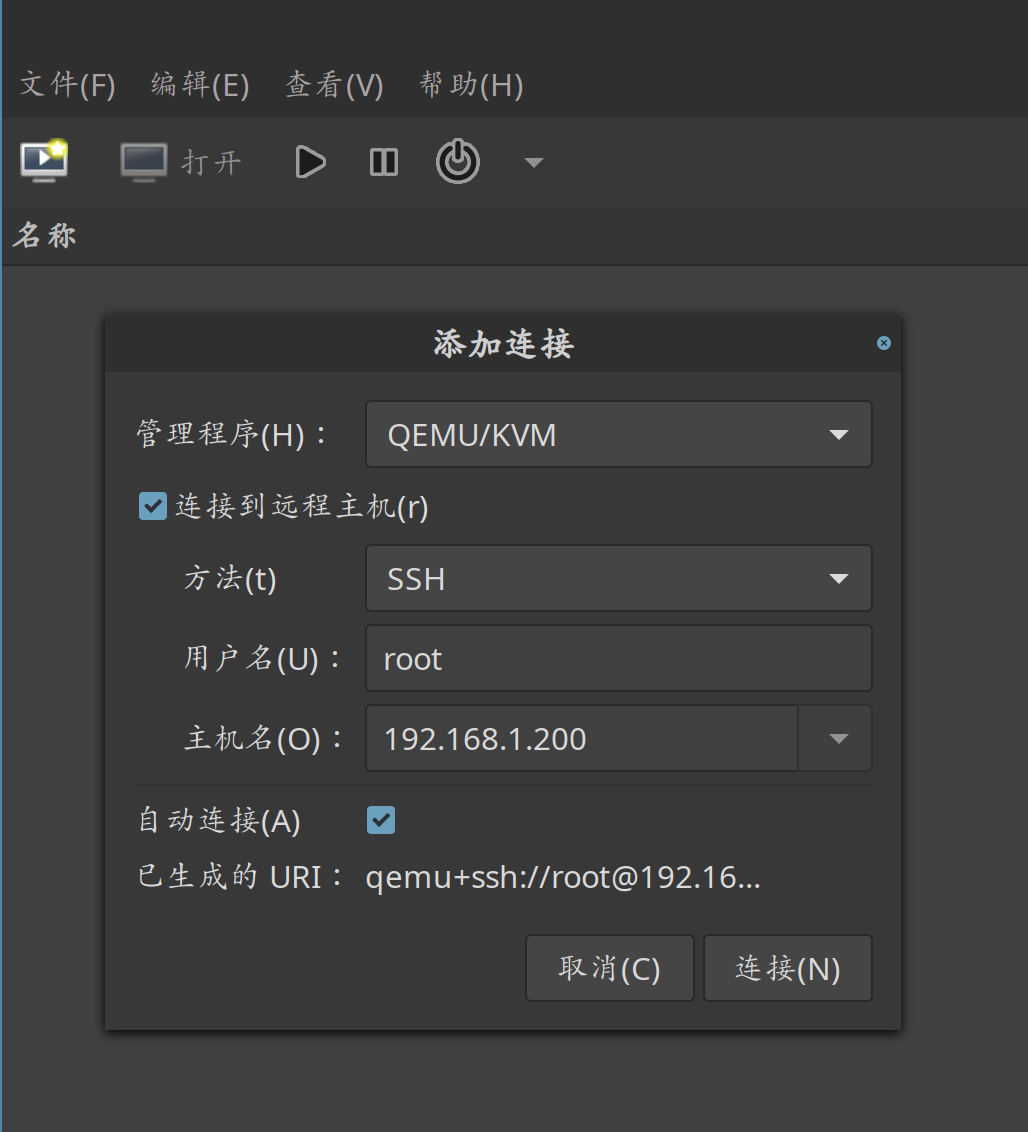 文件(F) 编辑(E) 查看(V) 帮助(H)
打开
名称
添加连接
管理程序(H)： QEMU/KVM
连接到远程主机(r)
方法(t) SSH
用户名(U)： root
主机名(O)： 192.168.1.200
自动连接(A)
已生成的 URI： qemu+ssh://root@192.16...
取消(C) 连接(N)